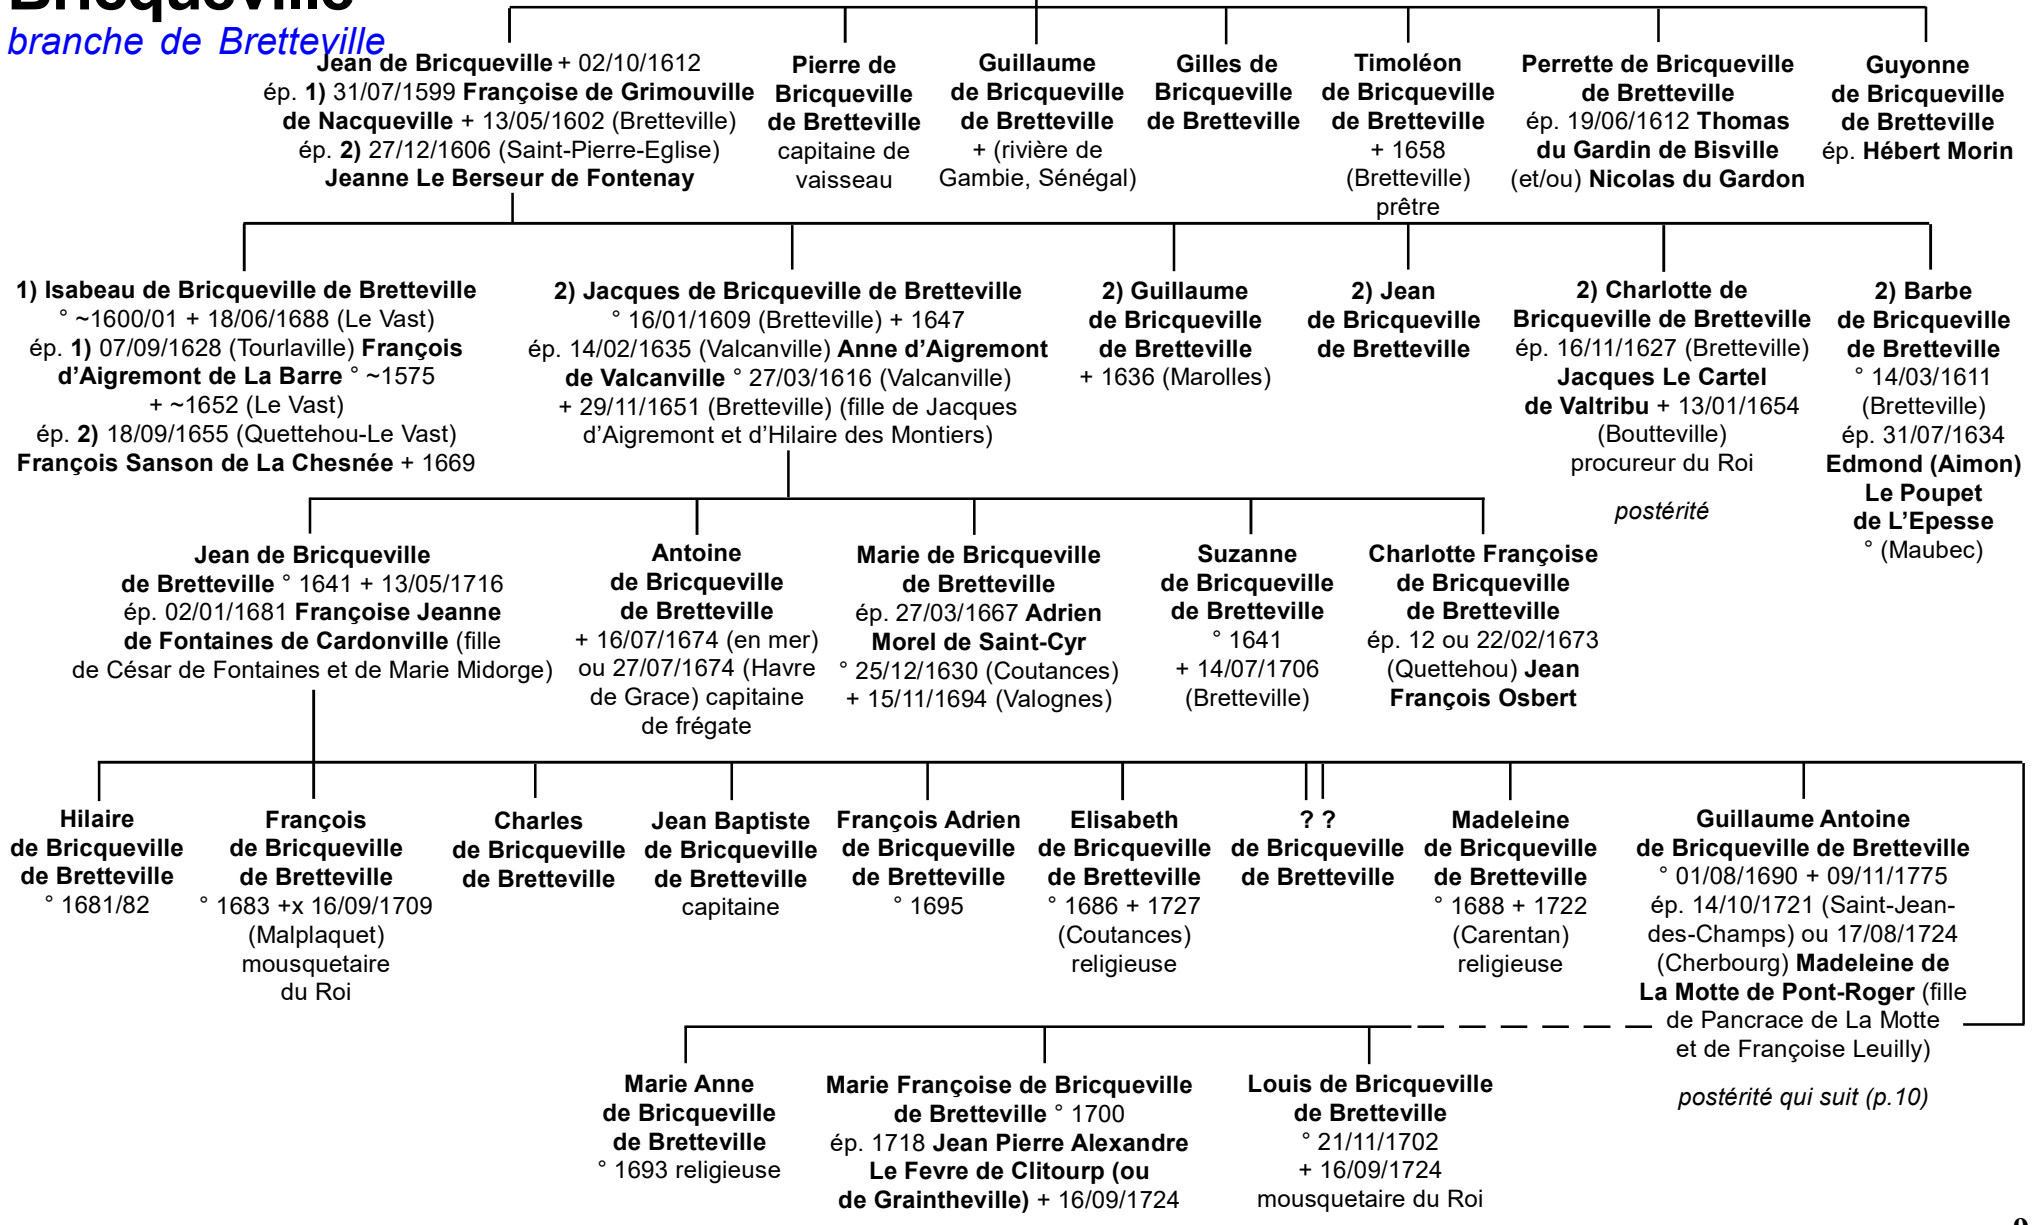 Bricqueville
branche de Bretteville
Jean de Bricqueville + 02/10/1612
ép. 1) 31/07/1599 Françoise de Grimouville
de Nacqueville + 13/05/1602 (Bretteville)
ép. 2) 27/12/1606 (Saint-Pierre-Eglise)
Jeanne Le Berseur de Fontenay
Pierre de
Bricqueville
de Bretteville
capitaine de
vaisseau
Guillaume
de Bricqueville
de Bretteville
+ (rivière de
Gambie, Sénégal)
Gilles de
Bricqueville
de Bretteville
Timoléon
de Bricqueville
de Bretteville
+ 1658
(Bretteville)
prêtre
Perrette de Bricqueville
de Bretteville
ép. 19/06/1612 Thomas
du Gardin de Bisville
(et/ou) Nicolas du Gardon
Guyonne
de Bricqueville
de Bretteville
ép. Hébert Morin
1) Isabeau de Bricqueville de Bretteville
° ~1600/01 + 18/06/1688 (Le Vast)
ép. 1) 07/09/1628 (Tourlaville) François
d’Aigremont de La Barre ° ~1575
+ ~1652 (Le Vast)
ép. 2) 18/09/1655 (Quettehou-Le Vast)
François Sanson de La Chesnée + 1669
2) Jacques de Bricqueville de Bretteville
° 16/01/1609 (Bretteville) + 1647
ép. 14/02/1635 (Valcanville) Anne d’Aigremont
de Valcanville ° 27/03/1616 (Valcanville)
+ 29/11/1651 (Bretteville) (fille de Jacques
d’Aigremont et d’Hilaire des Montiers)
2) Guillaume
de Bricqueville
de Bretteville
+ 1636 (Marolles)
2) Jean
de Bricqueville
de Bretteville
2) Charlotte de
Bricqueville de Bretteville
ép. 16/11/1627 (Bretteville)
Jacques Le Cartel
de Valtribu + 13/01/1654
(Boutteville)
procureur du Roi
postérité
2) Barbe
de Bricqueville
de Bretteville
° 14/03/1611
(Bretteville)
ép. 31/07/1634
Edmond (Aimon)
Le Poupet
de L’Epesse
° (Maubec)
Jean de Bricqueville
de Bretteville ° 1641 + 13/05/1716
ép. 02/01/1681 Françoise Jeanne
de Fontaines de Cardonville (fille
de César de Fontaines et de Marie Midorge)
Antoine
de Bricqueville
de Bretteville
+ 16/07/1674 (en mer)
ou 27/07/1674 (Havre
de Grace) capitaine
de frégate
Marie de Bricqueville
de Bretteville
ép. 27/03/1667 Adrien
Morel de Saint-Cyr
° 25/12/1630 (Coutances)
+ 15/11/1694 (Valognes)
Suzanne
de Bricqueville
de Bretteville
° 1641
+ 14/07/1706
(Bretteville)
Charlotte Françoise
de Bricqueville
de Bretteville
ép. 12 ou 22/02/1673
(Quettehou) Jean
François Osbert
Hilaire
de Bricqueville
de Bretteville
° 1681/82
François
de Bricqueville
de Bretteville
° 1683 +x 16/09/1709
(Malplaquet)
mousquetaire
du Roi
Charles
de Bricqueville
de Bretteville
Jean Baptiste
de Bricqueville
de Bretteville
capitaine
François Adrien
de Bricqueville
de Bretteville
° 1695
Elisabeth
de Bricqueville
de Bretteville
° 1686 + 1727
(Coutances)
religieuse
? ?
de Bricqueville
de Bretteville
Madeleine
de Bricqueville
de Bretteville
° 1688 + 1722
(Carentan)
religieuse
Guillaume Antoine
de Bricqueville de Bretteville
° 01/08/1690 + 09/11/1775
ép. 14/10/1721 (Saint-Jean-
des-Champs) ou 17/08/1724
(Cherbourg) Madeleine de
La Motte de Pont-Roger (fille
de Pancrace de La Motte
et de Françoise Leuilly)
postérité qui suit (p.10)
Marie Anne
de Bricqueville
de Bretteville
° 1693 religieuse
Marie Françoise de Bricqueville
de Bretteville ° 1700
ép. 1718 Jean Pierre Alexandre
Le Fevre de Clitourp (ou
de Graintheville) + 16/09/1724
Louis de Bricqueville
de Bretteville
° 21/11/1702
+ 16/09/1724
mousquetaire du Roi